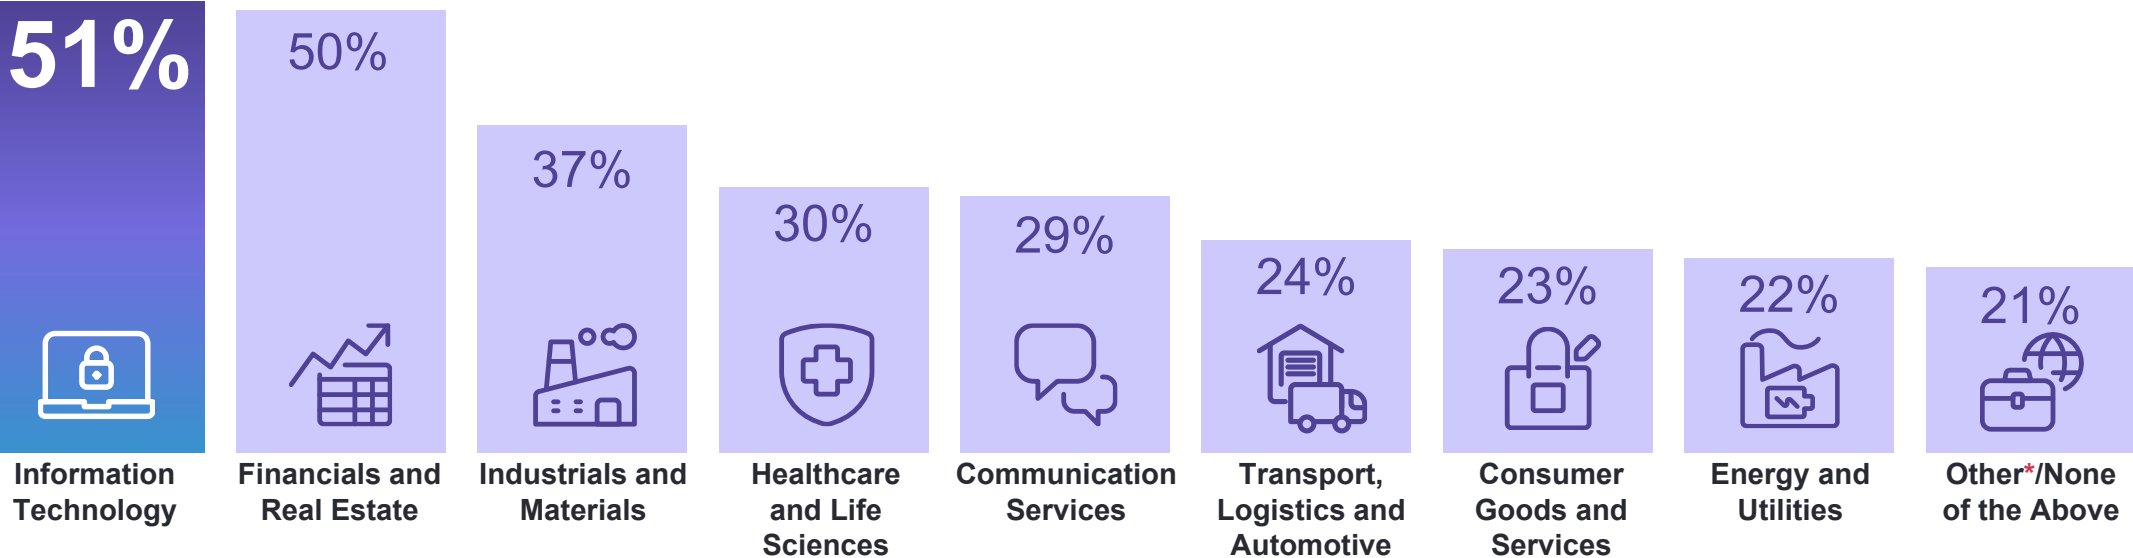 51%
50%
37%
30%
29%
24%
23%
22%
21%
Information
Technology
Financials and
Real Estate
Industrials and
Materials
Healthcare
and Life
Sciences
Communication
Services
Transport,
Logistics and
Automotive
Consumer
Goods and
Services
Energy and
Utilities
Other*/None
of the Above